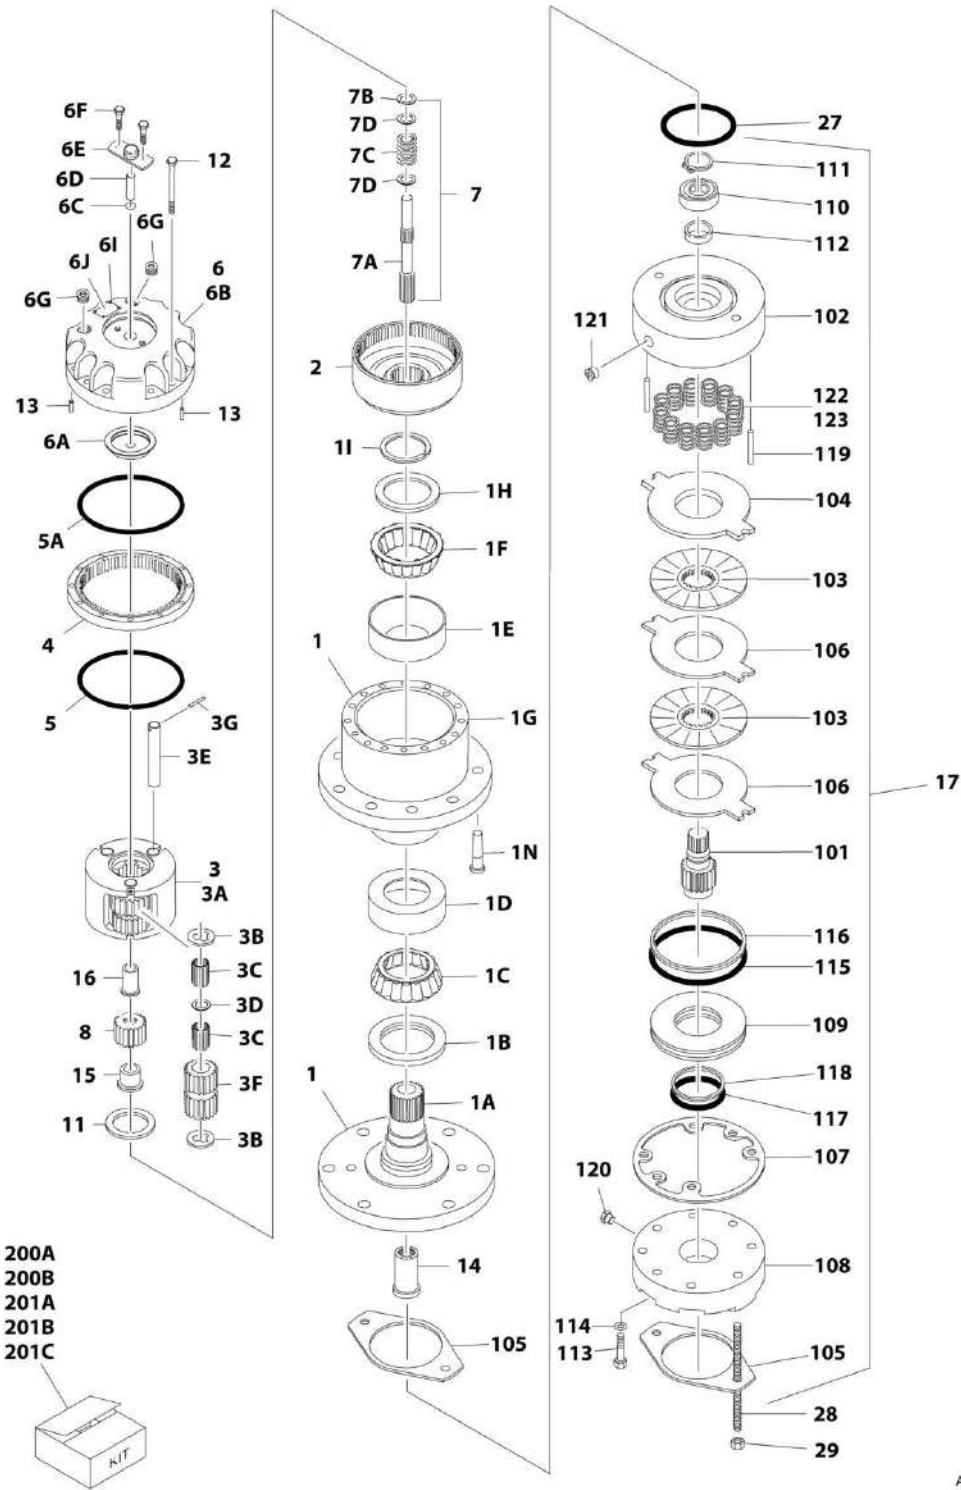 6F
6E
12
6D
6C
6G
6I
6J
6
6G
6B
13
13
6A
5A
4
5
3G
3E
3
3A
3B
16
3C
3D
8
3C
15
3F
11
3B
200A
200B
201A
201B
201C
KIT
7B
7D
7C
7D
7
7A
2
1I
1H
1F
1E
1
1G
1N
1D
1C
1B
1
1A
14
105
27
111
110
112
102
121
122
123
119
104
103
106
103
106
17
101
116
115
109
118
117
107
120
108
114
113
105
28
29
A